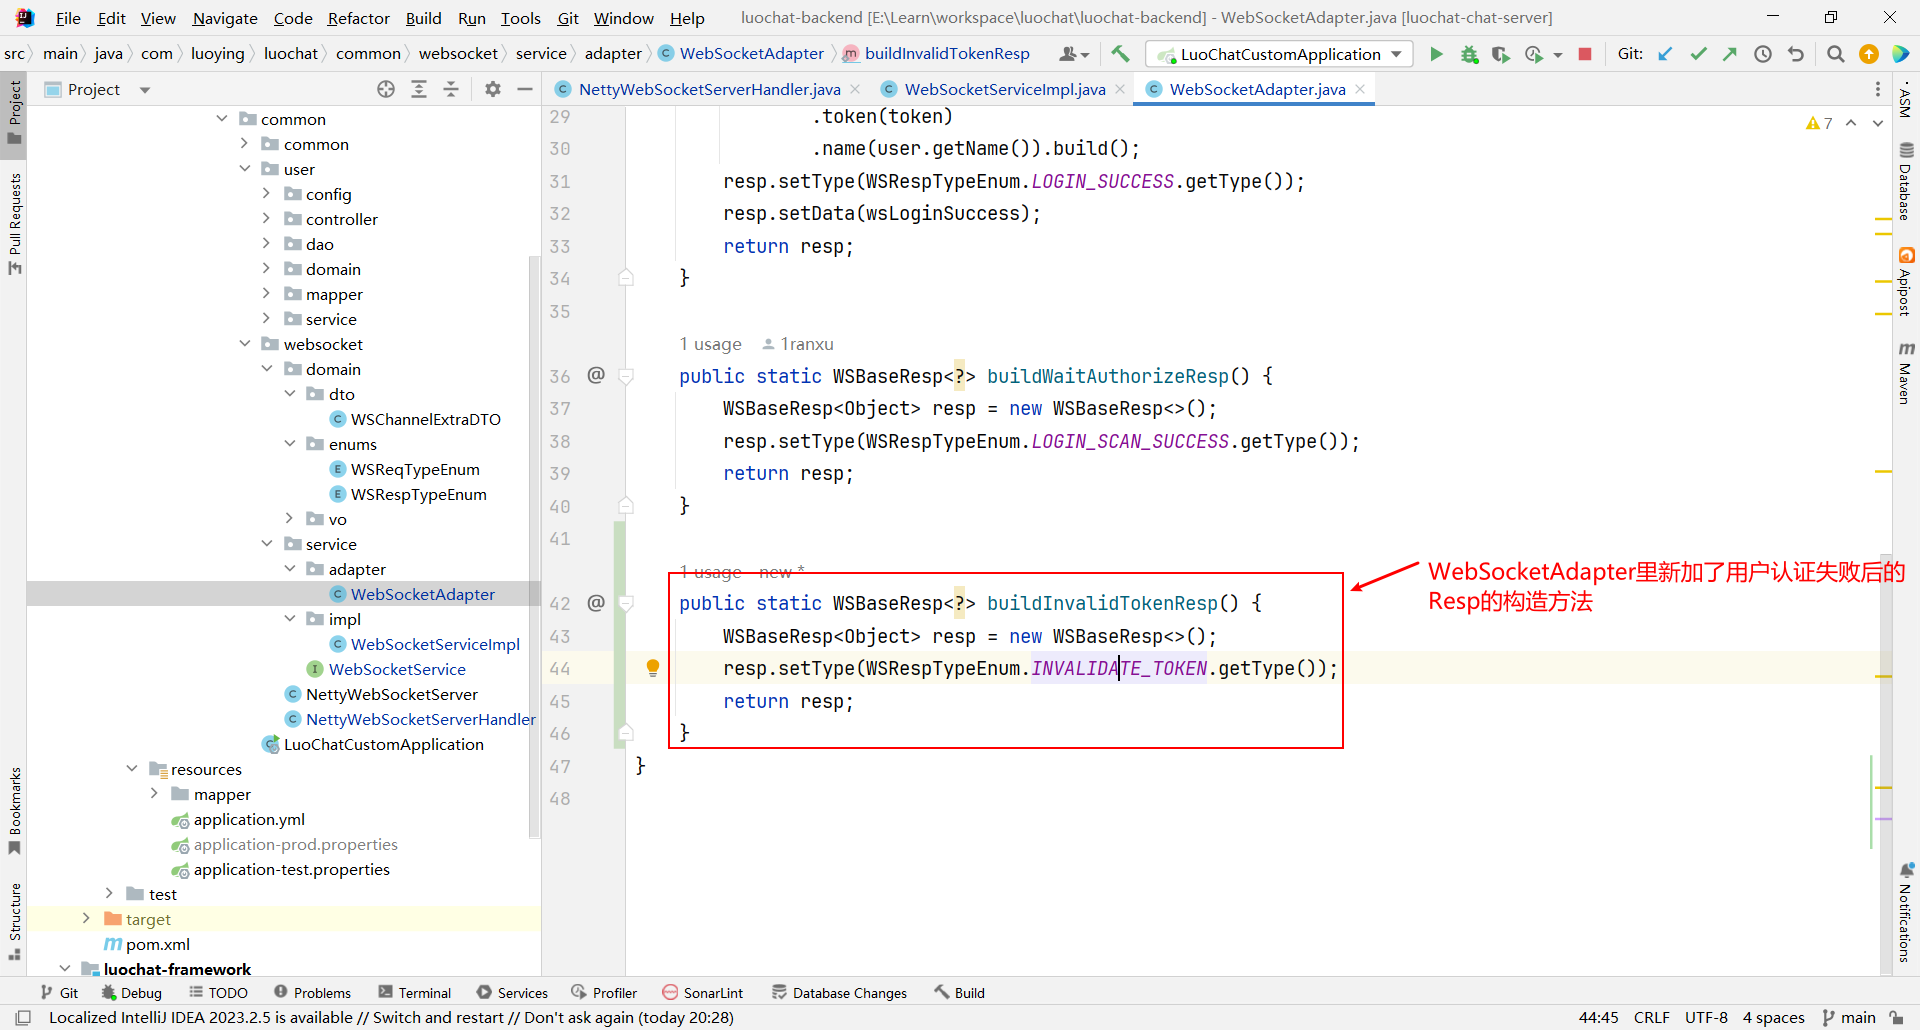 File Edit View Navigate Code Refactor Build Run Tools Git Window Help luochat-backend [E:\Learn\workspace\luochat\luochat-backend] - WebSocketAdapter.java [luochat-chat-server]
src main java com luoying luochat common websocket service adapter WebSocketAdapter buildInvalidTokenResp LuoChatCustomApplication Git:
Project
NettyWebSocketServerHandler.java WebSocketServiceImpl.java WebSocketAdapter.java
common
common
user
config
controller
dao
domain
mapper
service
websocket
domain
dto
WSChannelExtraDTO
enums
WSReqTypeEnum
WSRespTypeEnum
vo
service
adapter
WebSocketAdapter
impl
WebSocketServiceImpl
WebSocketService
NettyWebSocketServer
NettyWebSocketServerHandler
LuoChatCustomApplication
resources
mapper
application.yml
application-prod.properties
application-test.properties
test
target
pom.xml
luochat-framework
7
29 .token(token)
30 .name(user.getName()).build();
31 resp.setType(WSRespTypeEnum.LOGIN_SUCCESS.getType());
32 resp.setData(wsLoginSuccess);
33 return resp;
34 }
35
1 usage 1ranxu
36 @ public static WSBaseResp<?> buildWaitAuthorizeResp() {
37 WSBaseResp<Object> resp = new WSBaseResp<>();
38 resp.setType(WSRespTypeEnum.LOGIN_SCAN_SUCCESS.getType());
39 return resp;
40 }
41
1 usage new *
42 @ public static WSBaseResp<?> buildInvalidTokenResp() {
43 WSBaseResp<Object> resp = new WSBaseResp<>();
44 resp.setType(WSRespTypeEnum.INVALIDATE_TOKEN.getType());
45 return resp;
46 }
47 }
48
WebSocketAdapter里新加了用户认证失败后的
Resp的构造方法
Project
Pull Requests
Bookmarks
Structure
ASM
Database
Apipost
Maven
Notifications
Git Debug TODO Problems Terminal Services Profiler SonarLint Database Changes Build
Localized IntelliJ IDEA 2023.2.5 is available // Switch and restart // Don't ask again (today 20:28) 44:45 CRLF UTF-8 4 spaces main